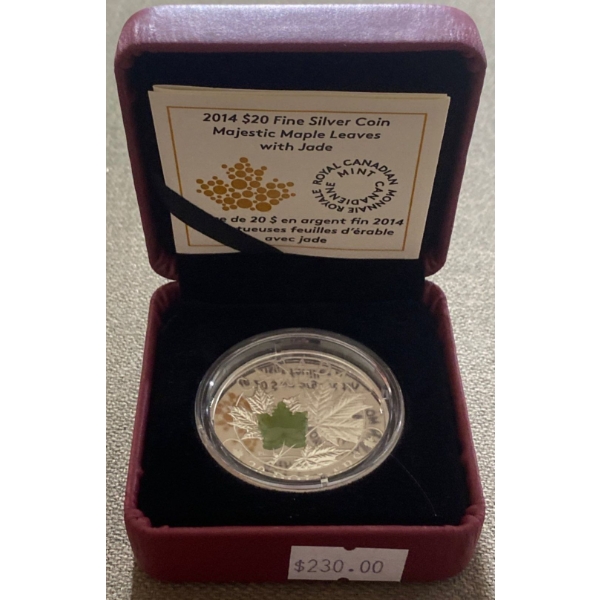 2014 $20 Fine Silver Coin
Majestic Maple Leaves
with Jade
ROYAL CANADIAN MINT
MONNAIE ROYALE CANADIENNE
de 20 $ en argent fin 2014
tueuses feuilles d'érable
avec jade
$230.00